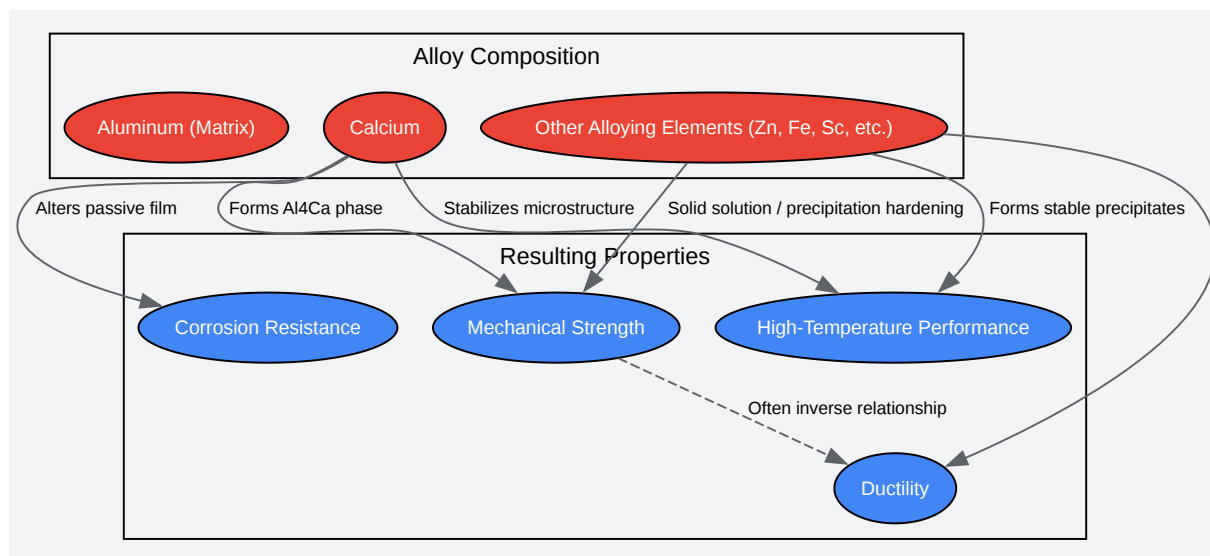 Alloy Composition
Aluminum (Matrix)
Calcium
Other Alloying Elements (Zn, Fe, Sc, etc.)
Alters passive film
Forms Al4Ca phase
Stabilizes microstructure
Solid solution / precipitation hardening
Forms stable precipitates
Resulting Properties
Corrosion Resistance
Mechanical Strength
High-Temperature Performance
Often inverse relationship
Ductility